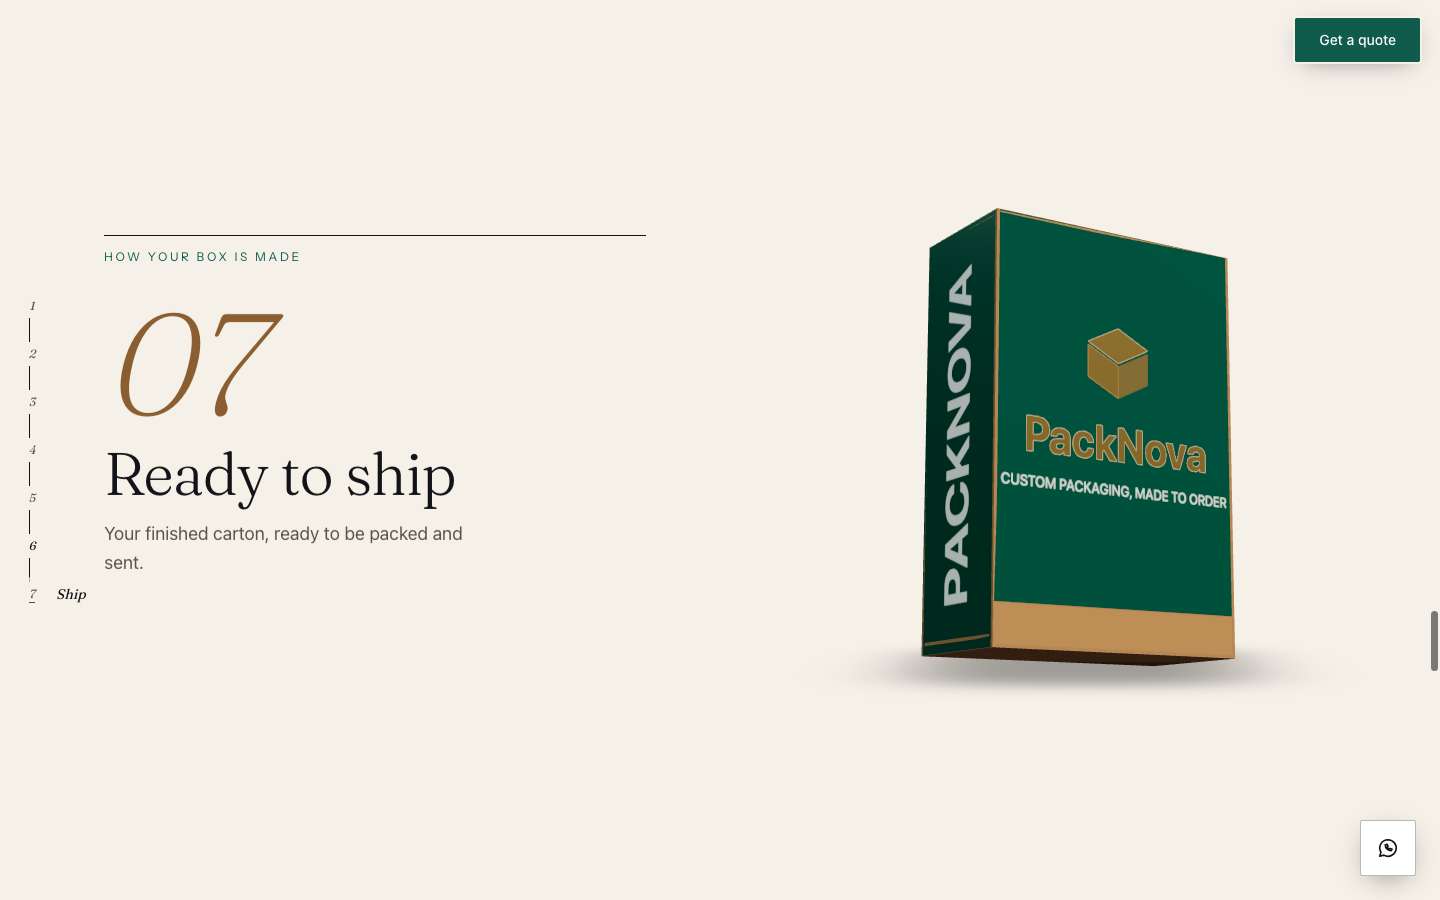 Get a quote
HOW YOUR BOX IS MADE
07
Ready to ship
Your finished carton, ready to be packed and
sent.
1
2
3
4
5
6
7 Ship
PACKNOVA
PackNova
CUSTOM PACKAGING, MADE TO ORDER